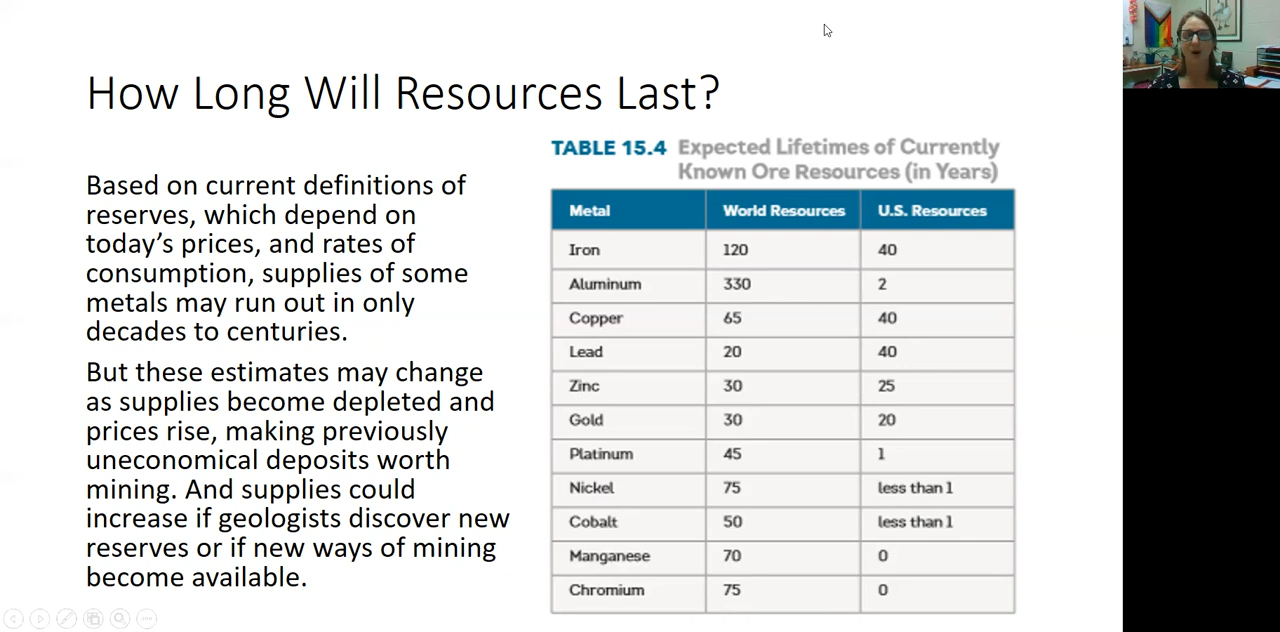 How Long Will Resources Last?
Based on current definitions of
reserves, which depend on
today's prices, and rates of
consumption, supplies of some
metals may run out in only
decades to centuries.
But these estimates may change
as supplies become depleted and
prices rise, making previously
uneconomical deposits worth
mining. And supplies could
increase if geologists discover new
reserves or if new ways of mining
become available.
TABLE 15.4 Expected Lifetimes of Currently
Known Ore Resources (in Years)
Metal World Resources U.S. Resources
Iron 120 40
Aluminum 330 2
Copper 65 40
Lead 20 40
Zinc 30 25
Gold 30 20
Platinum 45 1
Nickel 75 less than 1
Cobalt 50 less than 1
Manganese 70 0
Chromium 75 0